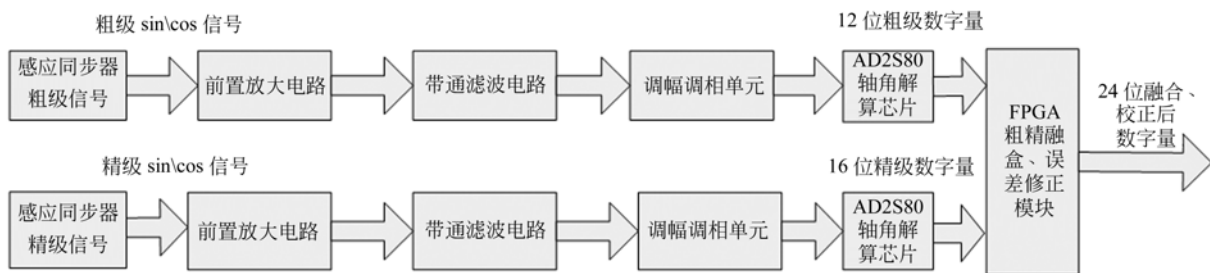 粗级 sin\cos 信号
12 位粗级数字量
感应同步器
粗级信号
前置放大电路
带通滤波电路
调幅调相单元
AD2S80
轴角解
算芯片
精级 sin\cos 信号
16 位精级数字量
感应同步器
精级信号
前置放大电路
带通滤波电路
调幅调相单元
AD2S80
轴角解
算芯片
FPGA
粗精融
盒、误
差修正
模块
24 位融合、
校正后
数字量